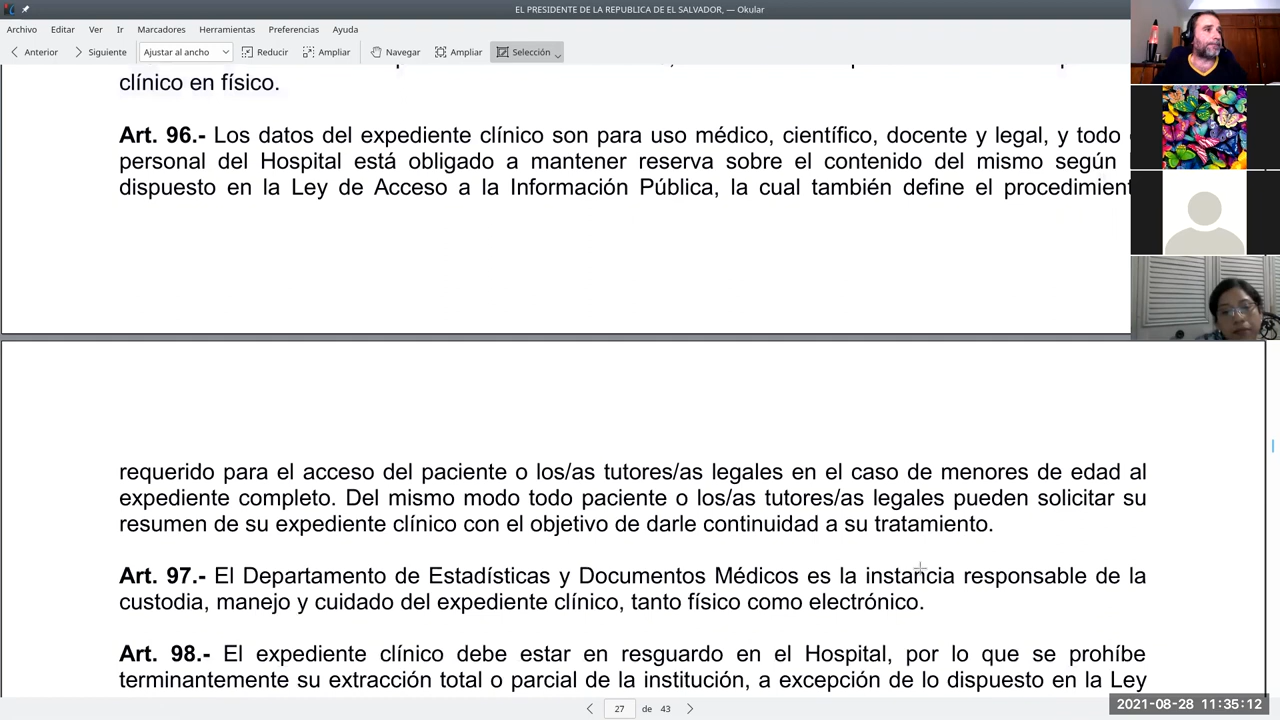 EL PRESIDENTE DE LA REPUBLICA DE EL SALVADOR, — Okular
Archivo Editar Ver Ir Marcadores Herramientas Preferencias Ayuda
Anterior Siguiente Ajustar al ancho Reducir Ampliar Navegar Ampliar Selección
clínico en físico.
Art. 96.- Los datos del expediente clínico son para uso médico, científico, docente y legal, y todo
personal del Hospital está obligado a mantener reserva sobre el contenido del mismo según
dispuesto en la Ley de Acceso a la Información Pública, la cual también define el procedimient
requerido para el acceso del paciente o los/as tutores/as legales en el caso de menores de edad al
expediente completo. Del mismo modo todo paciente o los/as tutores/as legales pueden solicitar su
resumen de su expediente clínico con el objetivo de darle continuidad a su tratamiento.
Art. 97.- El Departamento de Estadísticas y Documentos Médicos es la instancia responsable de la
custodia, manejo y cuidado del expediente clínico, tanto físico como electrónico.
Art. 98.- El expediente clínico debe estar en resguardo en el Hospital, por lo que se prohíbe
terminantemente su extracción total o parcial de la institución, a excepción de lo dispuesto en la Ley
27 de 43
2021-08-28 11:35:12